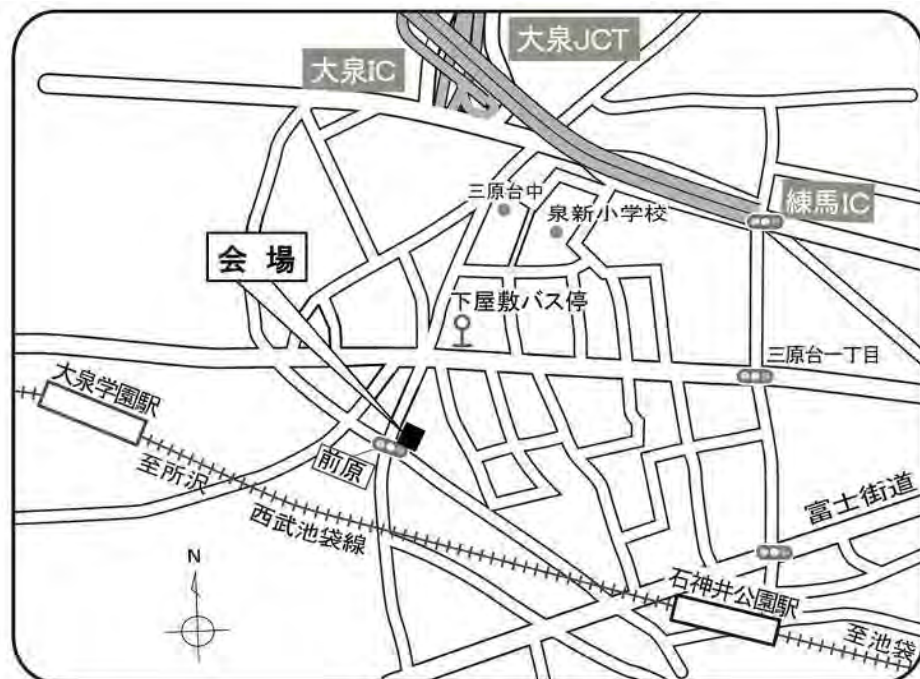 大泉JCT
大泉IC
三原台中
泉新小学校
練馬IC
会場
下屋敷バス停
三原台一丁目
大泉学園駅
前原
至所沢
西武池袋線
富士街道
N
石神井公園駅
至池袋